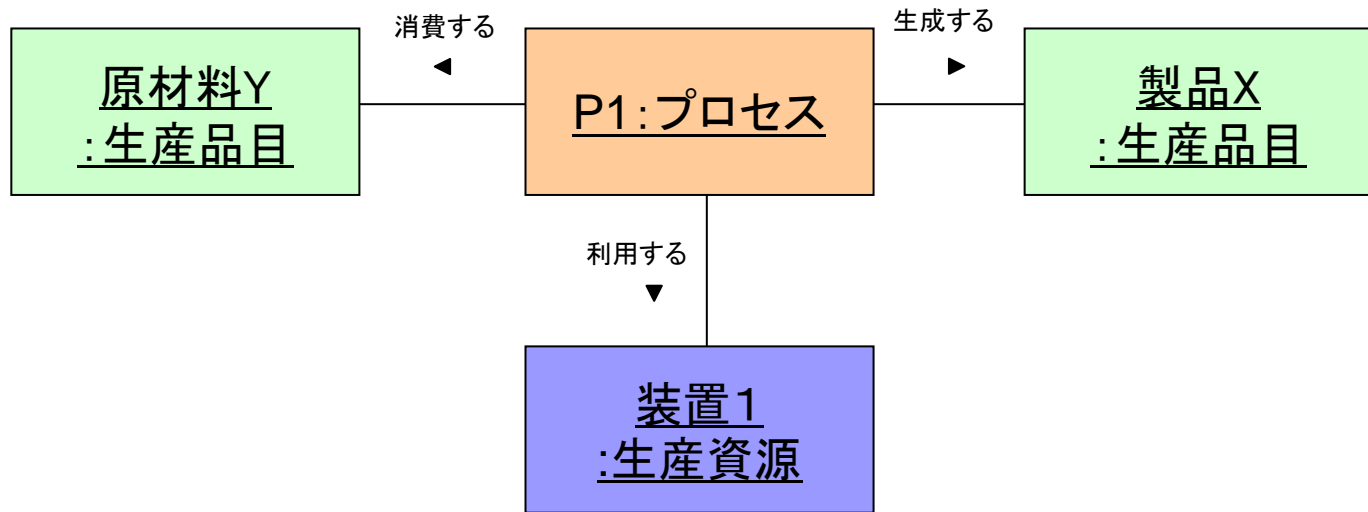 消費する
生成する
原材料Y
:生産品目
P1:プロセス
製品X
:生産品目
利用する
装置1
:生産資源